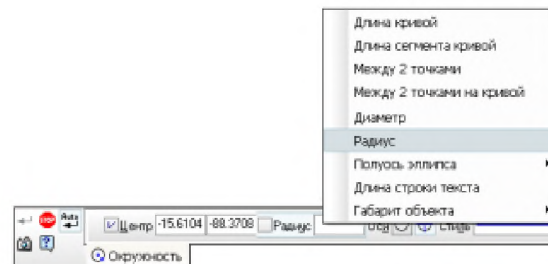 Длина кривой
Длина сегмента кривой
Между 2 точками
Между 2 точками на кривой
Диаметр
Радиус
Полуось эллипса
Длина строки текста
Габарит объекта
STOP Auto Центр -15.6104 -88.3708 Радиус Оси Стиль
Окружность